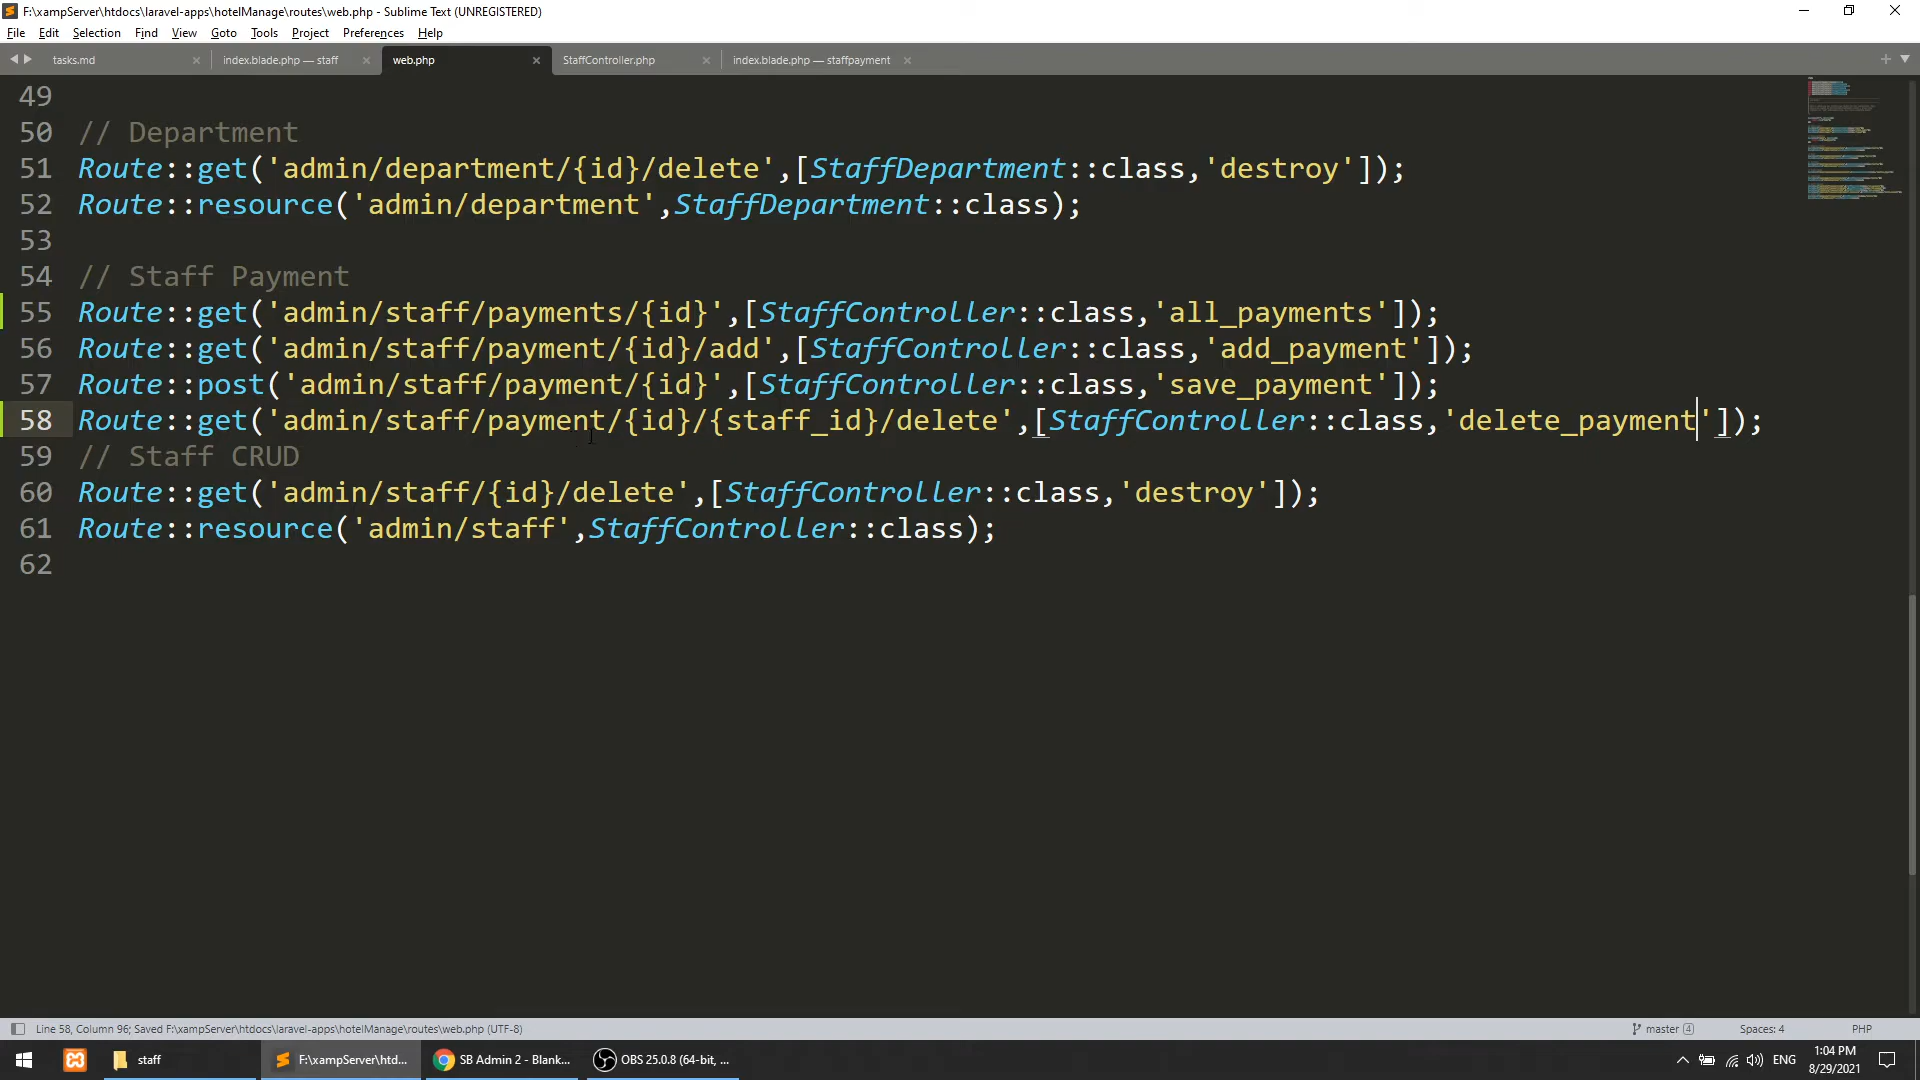 F:\xampServer\htdocs\laravel-apps\hotelManage\routes\web.php - Sublime Text (UNREGISTERED)
File Edit Selection Find View Goto Tools Project Preferences Help
tasks.md index.blade.php — staff web.php StaffController.php index.blade.php — staffpayment
49
50 // Department
51 Route::get('admin/department/{id}/delete',[StaffDepartment::class,'destroy']);
52 Route::resource('admin/department',StaffDepartment::class);
53
54 // Staff Payment
55 Route::get('admin/staff/payments/{id}',[StaffController::class,'all_payments']);
56 Route::get('admin/staff/payment/{id}/add',[StaffController::class,'add_payment']);
57 Route::post('admin/staff/payment/{id}',[StaffController::class,'save_payment']);
58 Route::get('admin/staff/payment/{id}/{staff_id}/delete',[StaffController::class,'delete_payment']);
59 // Staff CRUD
60 Route::get('admin/staff/{id}/delete',[StaffController::class,'destroy']);
61 Route::resource('admin/staff',StaffController::class);
62
Line 58, Column 96; Saved F:\xampServer\htdocs\laravel-apps\hotelManage\routes\web.php (UTF-8) master 4 Spaces: 4 PHP
staff F:\xampServer\htd... SB Admin 2 - Blank... OBS 25.0.8 (64-bit, ... ENG 1:04 PM
8/29/2021